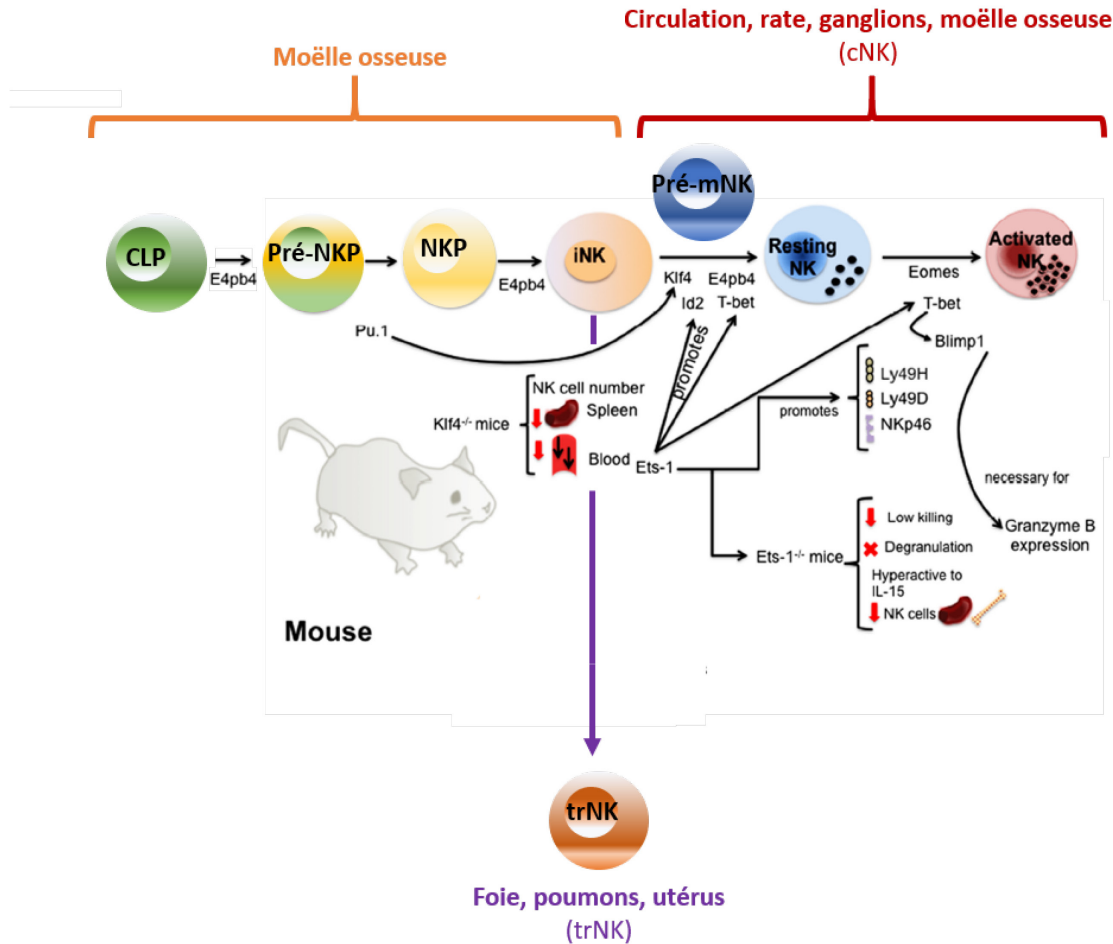 Circulation, rate, ganglions, moëlle osseuse
(cNK)
Moëlle osseuse
Pré-mNK
CLP
E4pb4
Pré-NKP
NKP
E4pb4
iNK
Klf4
E4pb4
Id2
T-bet
Resting
NK
Eomes
T-bet
Activated
NK
Blimp1
Pu.1
promotes
NK cell number
Spleen
Klf4-/- mice
Blood
Ets-1
promotes
Ly49H
Ly49D
NKp46
necessary for
Granzyme B
expression
Ets-1-/- mice
Low killing
Degranulation
Hyperactive to
IL-15
NK cells
Mouse
trNK
Foie, poumons, utérus
(trNK)